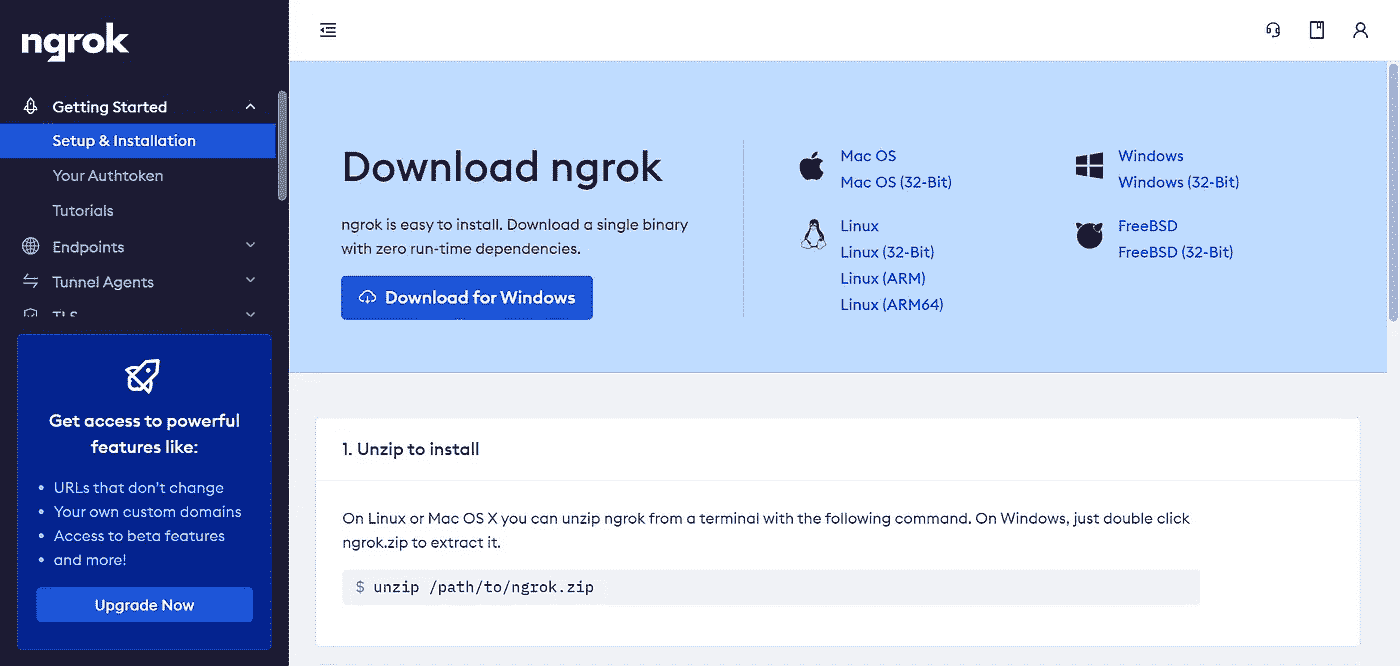 ngrok
Getting Started
Setup & Installation
Your Authtoken
Tutorials
Endpoints
Tunnel Agents
TLS
Get access to powerful
features like:
• URLs that don't change
• Your own custom domains
• Access to beta features
• and more!
Upgrade Now
Download ngrok
ngrok is easy to install. Download a single binary
with zero run-time dependencies.
Download for Windows
Mac OS
Mac OS (32-Bit)
Linux
Linux (32-Bit)
Linux (ARM)
Linux (ARM64)
Windows
Windows (32-Bit)
FreeBSD
FreeBSD (32-Bit)
1. Unzip to install
On Linux or Mac OS X you can unzip ngrok from a terminal with the following command. On Windows, just double click
ngrok.zip to extract it.
$ unzip /path/to/ngrok.zip